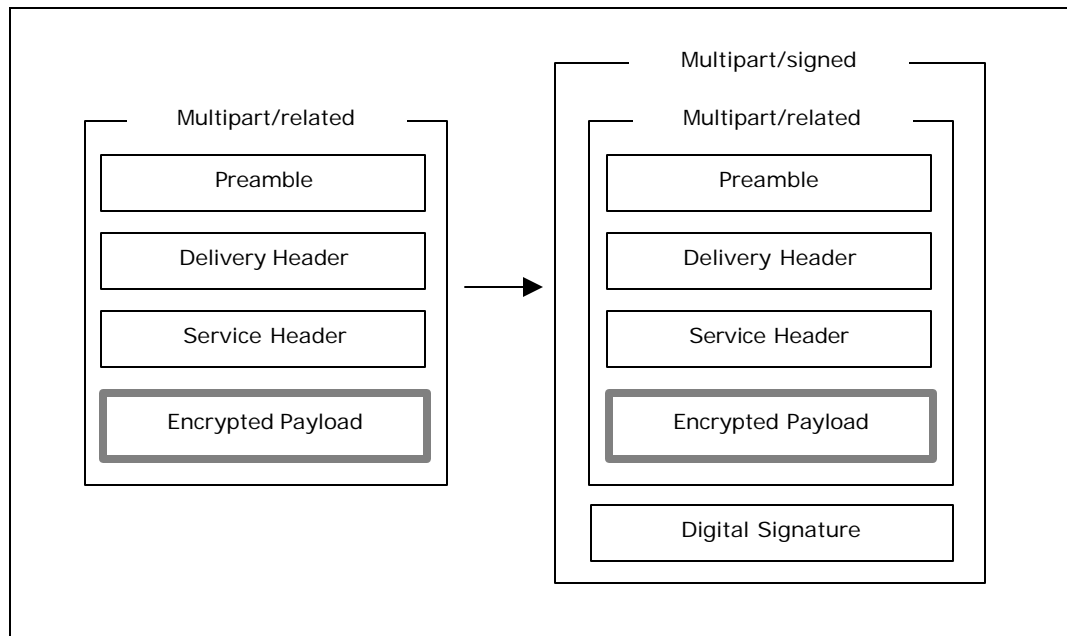 Multipart/related
Preamble
Delivery Header
Service Header
Encrypted Payload
Multipart/signed
Multipart/related
Preamble
Delivery Header
Service Header
Encrypted Payload
Digital Signature